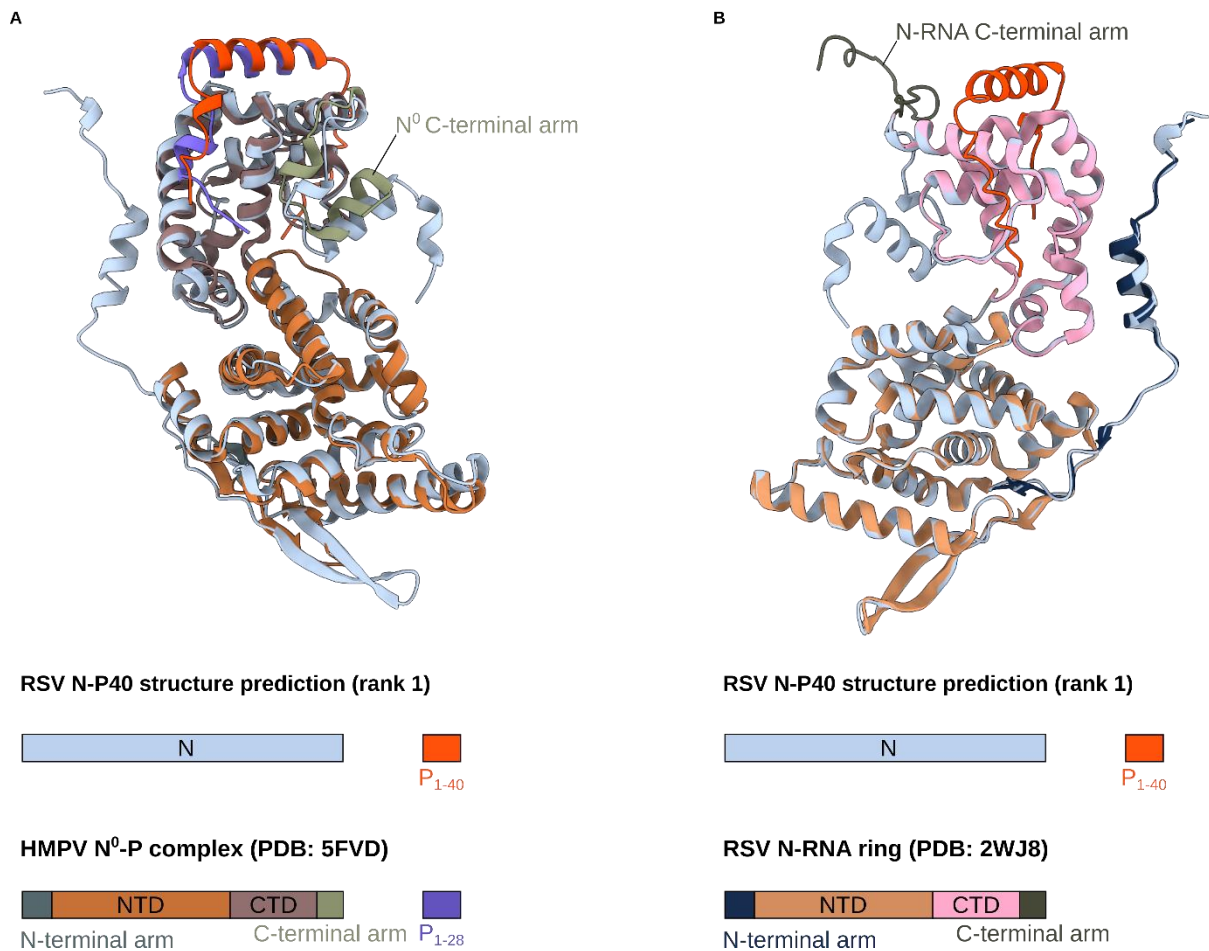 A
N⁰ C-terminal arm
RSV N-P40 structure prediction (rank 1)
N
P₁₋₄₀
HMPV N⁰-P complex (PDB: 5FVD)
NTD
CTD
N-terminal arm
C-terminal arm
P₁₋₂₈
B
N-RNA C-terminal arm
RSV N-P40 structure prediction (rank 1)
N
P₁₋₄₀
RSV N-RNA ring (PDB: 2WJ8)
NTD
CTD
N-terminal arm
C-terminal arm